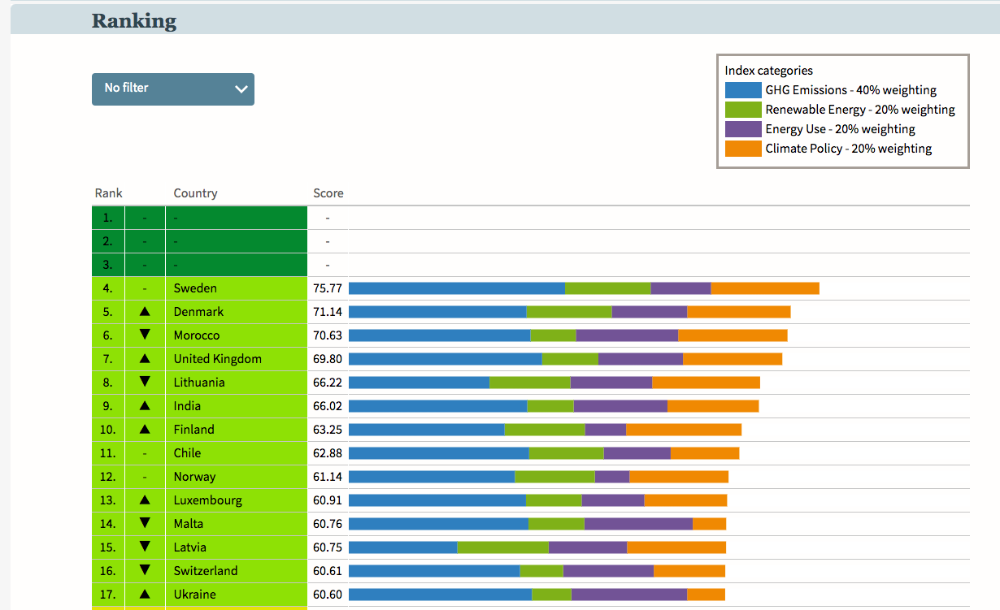 Ranking
No filter
Index categories
GHG Emissions - 40% weighting
Renewable Energy - 20% weighting
Energy Use - 20% weighting
Climate Policy - 20% weighting
Rank Country Score
1. - - -
2. - - -
3. - - -
4. - Sweden 75.77
5. ▲ Denmark 71.14
6. ▼ Morocco 70.63
7. ▲ United Kingdom 69.80
8. ▼ Lithuania 66.22
9. ▲ India 66.02
10. ▲ Finland 63.25
11. - Chile 62.88
12. - Norway 61.14
13. ▲ Luxembourg 60.91
14. ▼ Malta 60.76
15. ▼ Latvia 60.75
16. ▼ Switzerland 60.61
17. ▲ Ukraine 60.60